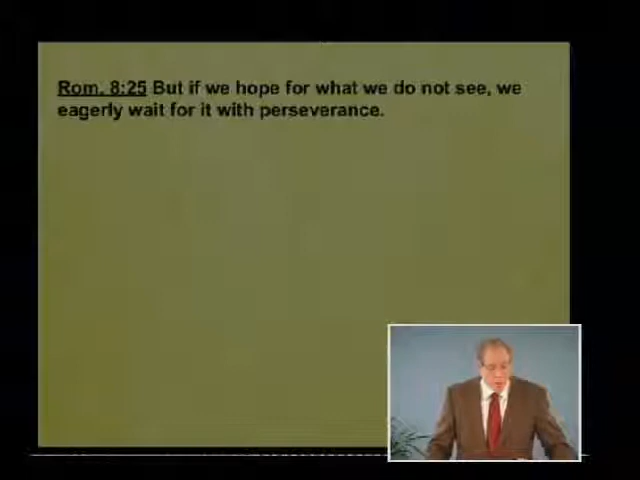 Rom. 8:25 But if we hope for what we do not see, we
eagerly wait for it with perseverance.